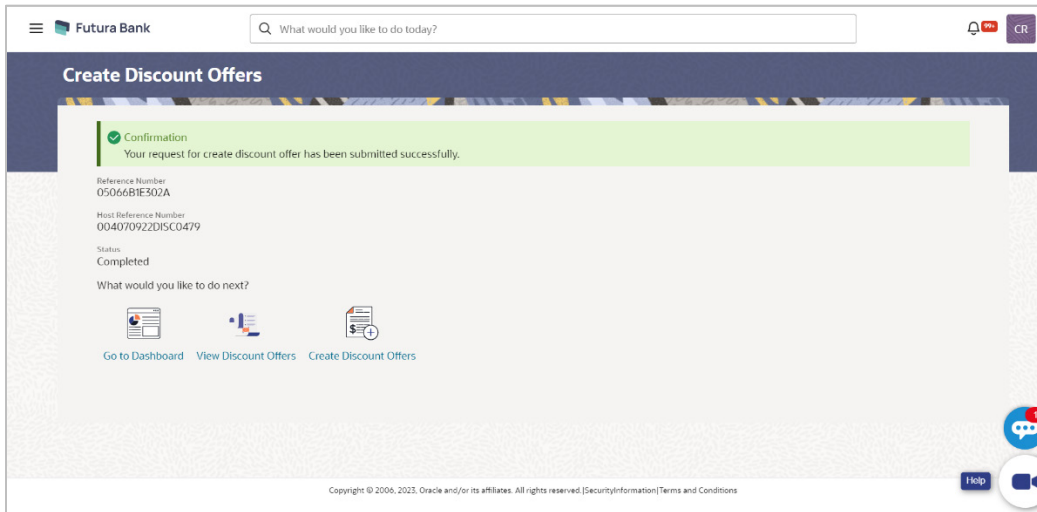 Futura Bank
What would you like to do today?
99+
CR
Create Discount Offers
Confirmation
Your request for create discount offer has been submitted successfully.
Reference Number
05066B1E302A
Host Reference Number
004070922DISC0479
Status
Completed
What would you like to do next?
Go to Dashboard View Discount Offers Create Discount Offers
Help
Copyright © 2006, 2023, Oracle and/or its affiliates. All rights reserved.|SecurityInformation|Terms and Conditions